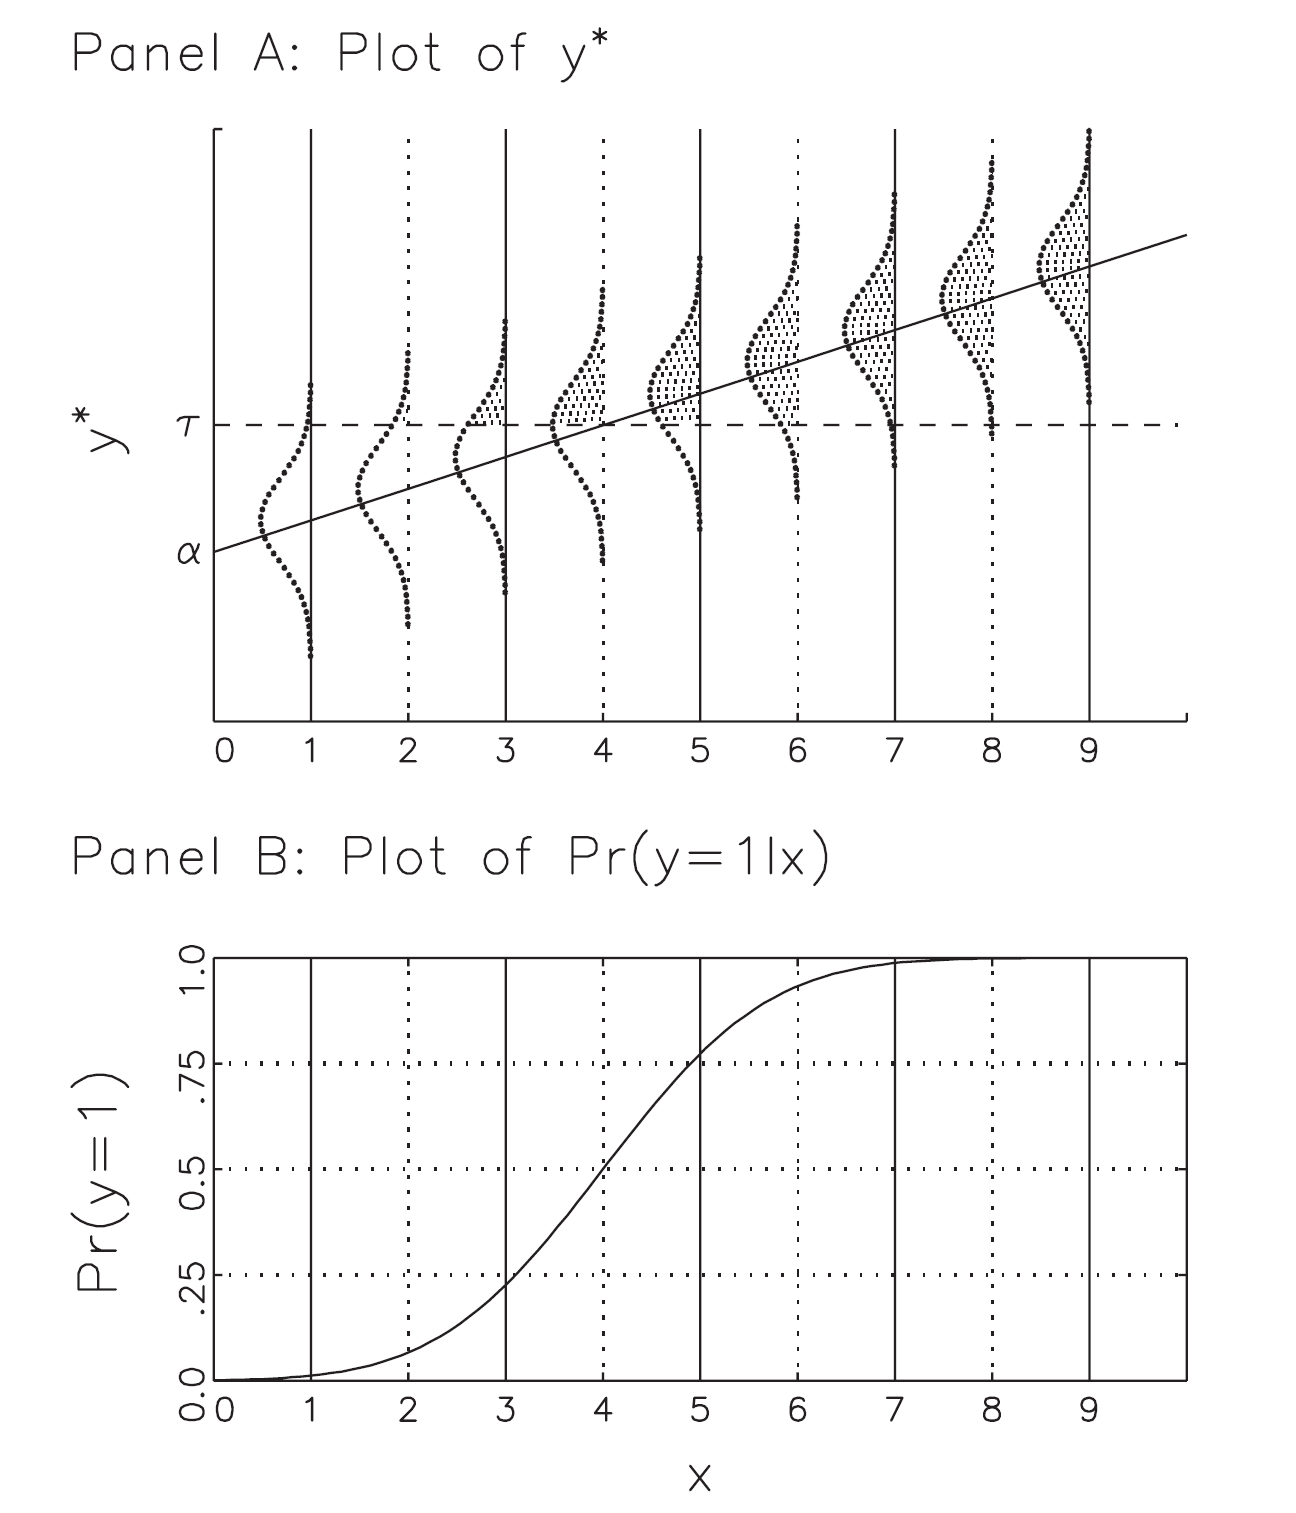 Panel A: Plot of y*
y*
τ
α
0 1 2 3 4 5 6 7 8 9
Panel B: Plot of Pr(y=1|x)
Pr(y=1)
1.0
.75
0.5
.25
0.0
0 1 2 3 4 5 6 7 8 9
x